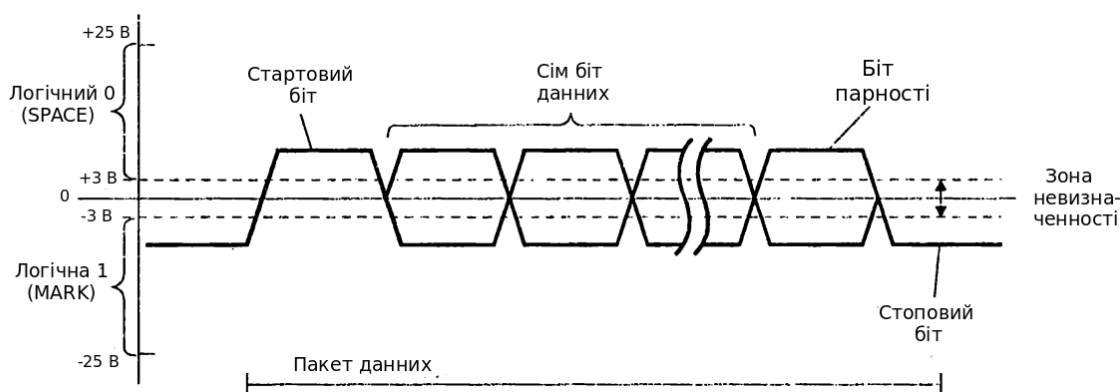 +25 В
Логічний 0
(SPACE)
Стартовий
біт
Сім біт
данних
Біт
парності
+3 В
0
-3 В
Зона
невизна-
ченності
Логічна 1
(MARK)
Стоповий
біт
-25 В
Пакет данних